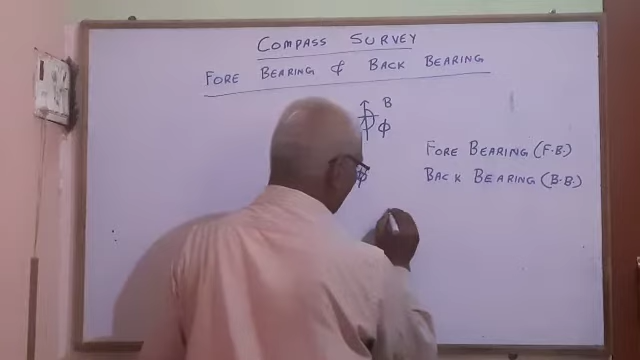 COMPASS SURVEY
FORE BEARING & BACK BEARING
B
ϕ
FORE BEARING (F.B.)
ϕ
BACK BEARING (B.B.)